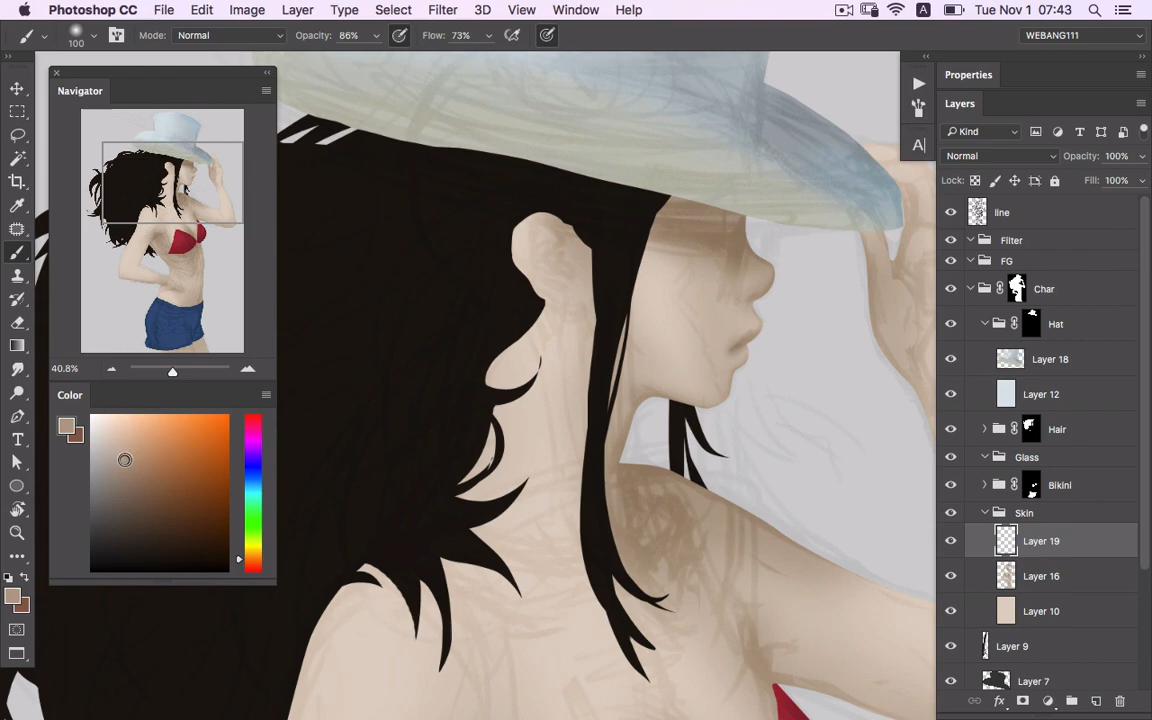 Photoshop CC File Edit Image Layer Type Select Filter 3D View Window Help A Tue Nov 1 07:43
100 Mode: Normal Opacity: 86% Flow: 73% WEBANG111
Navigator
40.8%
Color
A
T
Properties
Layers
Kind T
Normal Opacity: 100%
Lock: Fill: 100%
line
Filter
FG
Char
Hat
Layer 18
Layer 12
Hair
Glass
Bikini
Skin
Layer 19
Layer 16
Layer 10
Layer 9
Layer 7
fx